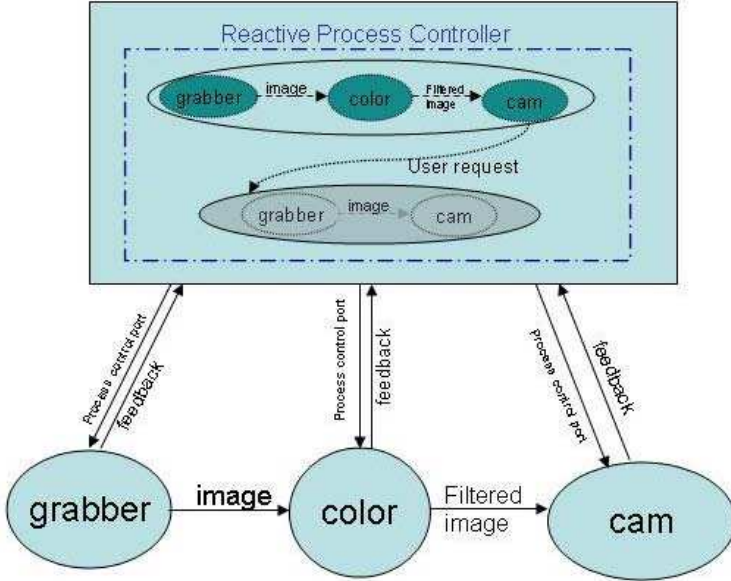 Reactive Process Controller
grabber
image
color
Filtered
image
cam
User request
grabber
image
cam
Process control port
feedback
Process control port
feedback
Process control port
feedback
grabber
image
color
Filtered
image
cam